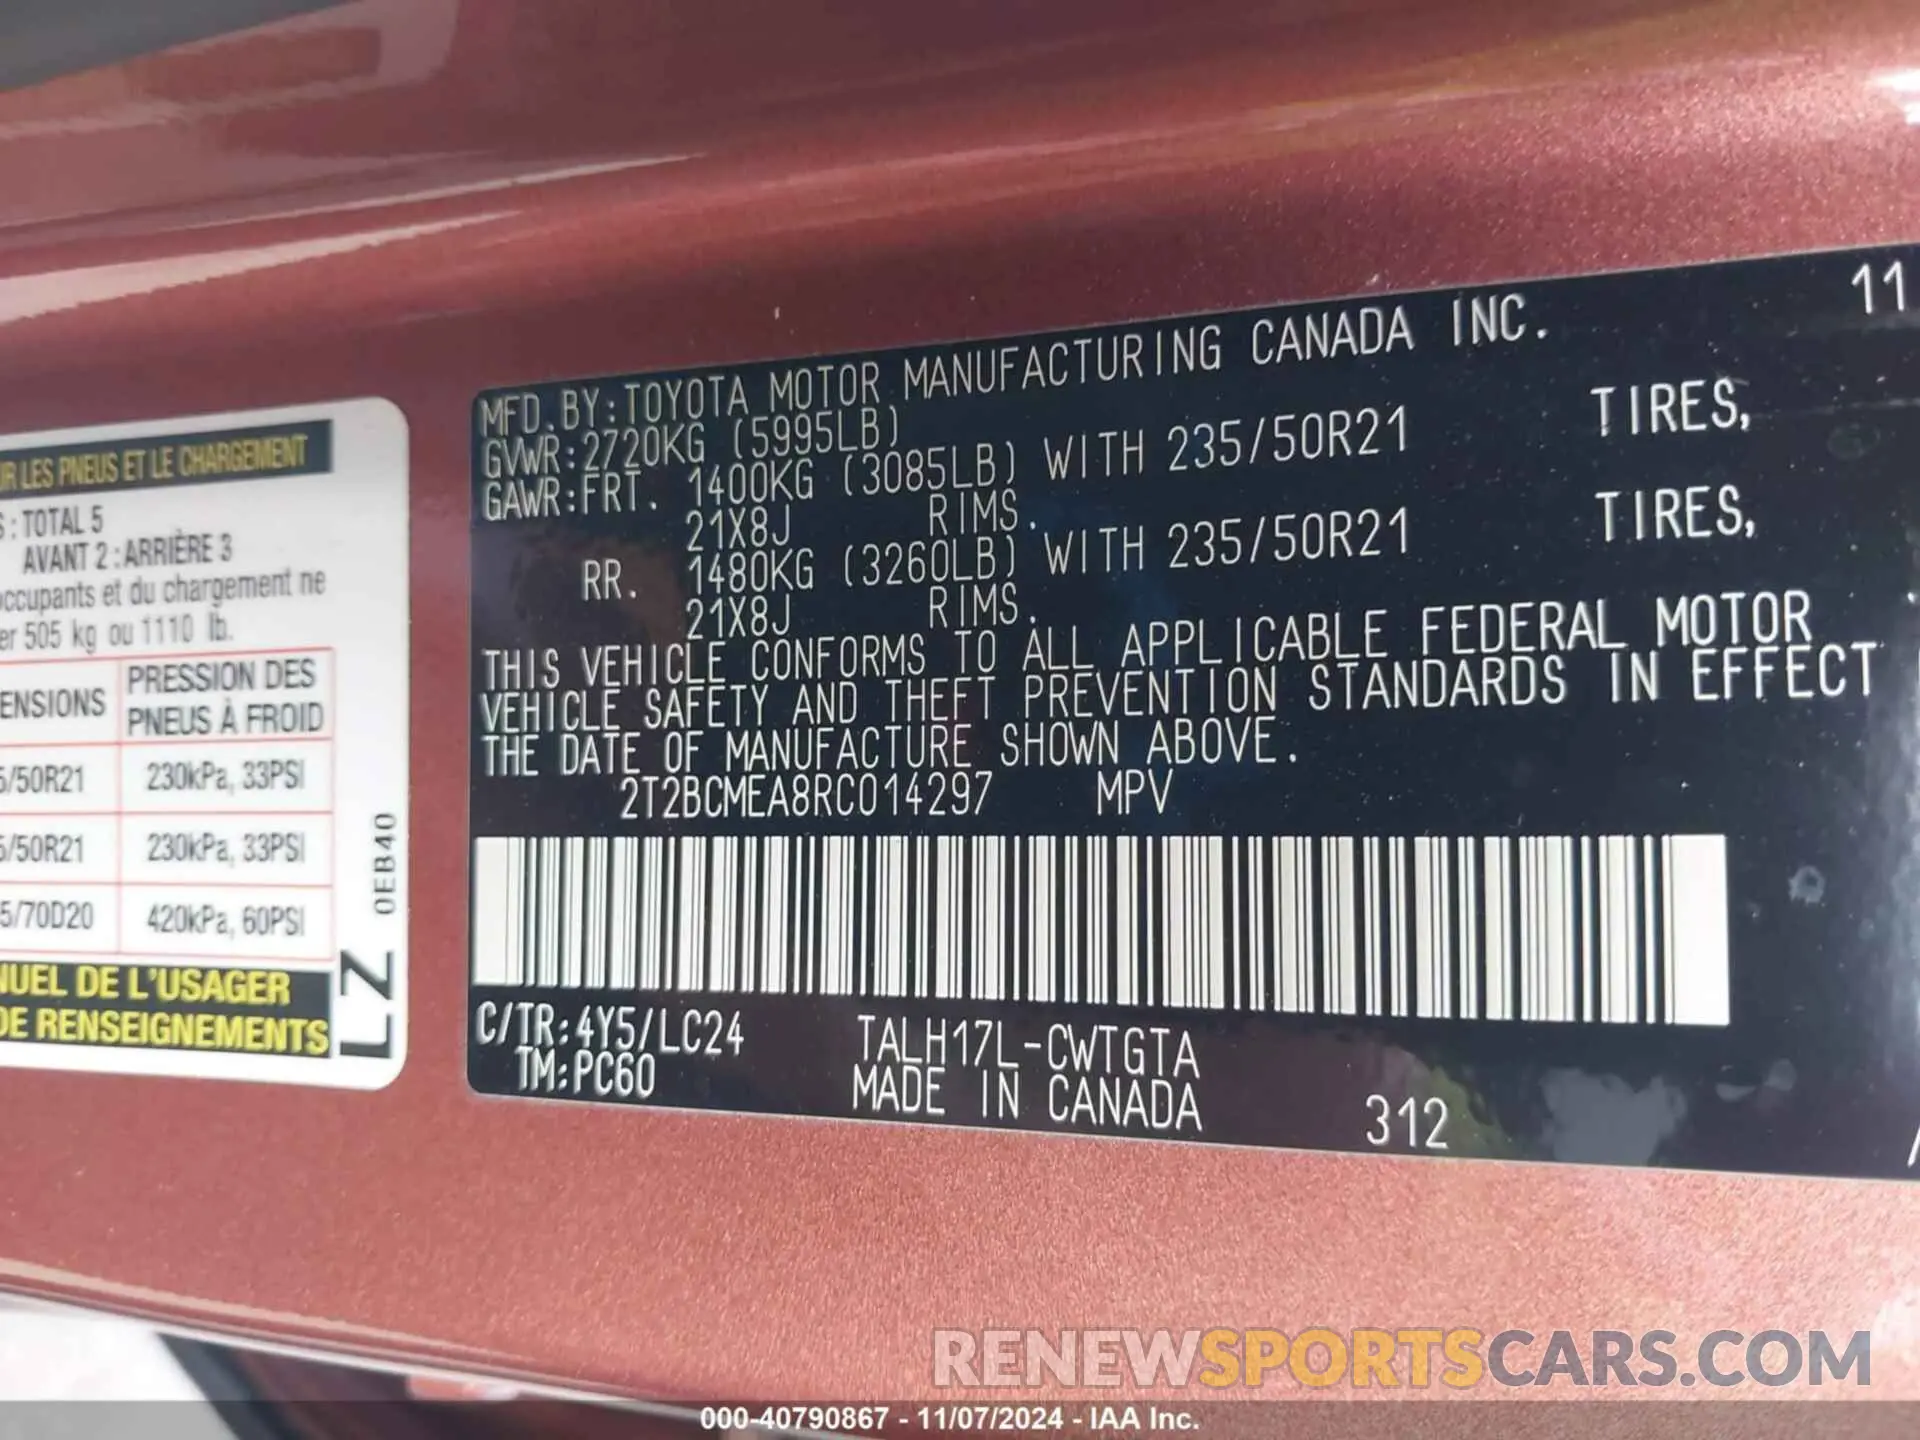 UR LES PNEUS ET LE CHARGEMENT
S : TOTAL 5
AVANT 2 : ARRIÈRE 3
occupants et du chargement ne
er 505 kg ou 1110 lb.
ENSIONS PRESSION DES
PNEUS À FROID
5/50R21 230kPa, 33PSI
5/50R21 230kPa, 33PSI
5/70D20 420kPa, 60PSI
NUEL DE L'USAGER
DE RENSEIGNEMENTS
LZ 0EB40
11
MFD. BY: TOYOTA MOTOR MANUFACTURING CANADA INC.
GVWR: 2720KG (5995LB)
GAWR: FRT. 1400KG (3085LB) WITH 235/50R21 TIRES,
21X8J RIMS.
RR. 1480KG (3260LB) WITH 235/50R21 TIRES,
21X8J RIMS.
THIS VEHICLE CONFORMS TO ALL APPLICABLE FEDERAL MOTOR
VEHICLE SAFETY AND THEFT PREVENTION STANDARDS IN EFFECT
THE DATE OF MANUFACTURE SHOWN ABOVE.
2T2BCMEA8RC014297 MPV
C/TR: 4Y5/LC24 TALH17L-CWTGTA
TM: PC60 MADE IN CANADA 312
RENEWSPORTSCARS.COM
000-40790867 - 11/07/2024 - IAA Inc.